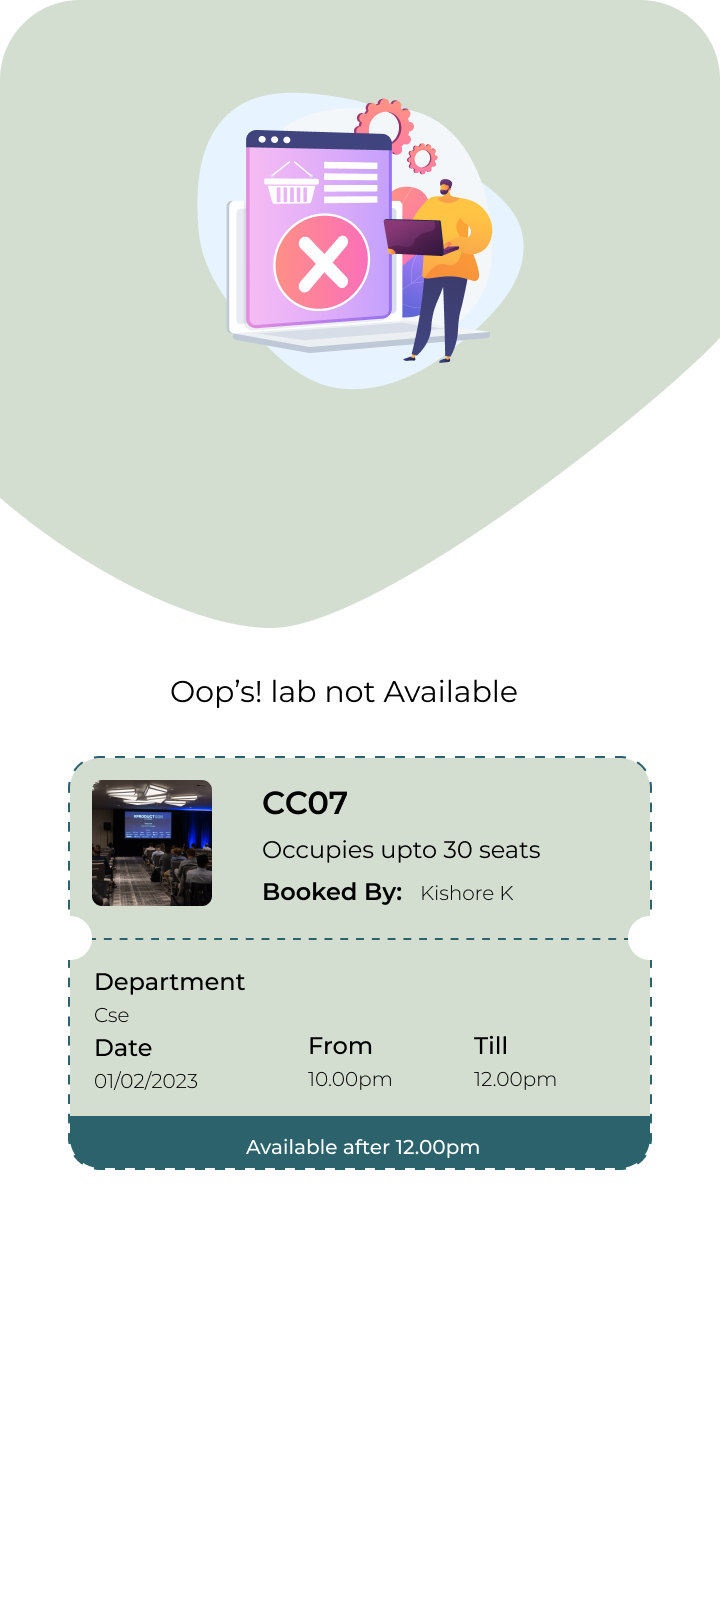 Oop’s! lab not Available
CC07
Occupies upto 30 seats
Booked By: Kishore K
Department
Cse
Date From Till
01/02/2023 10.00pm 12.00pm
Available after 12.00pm